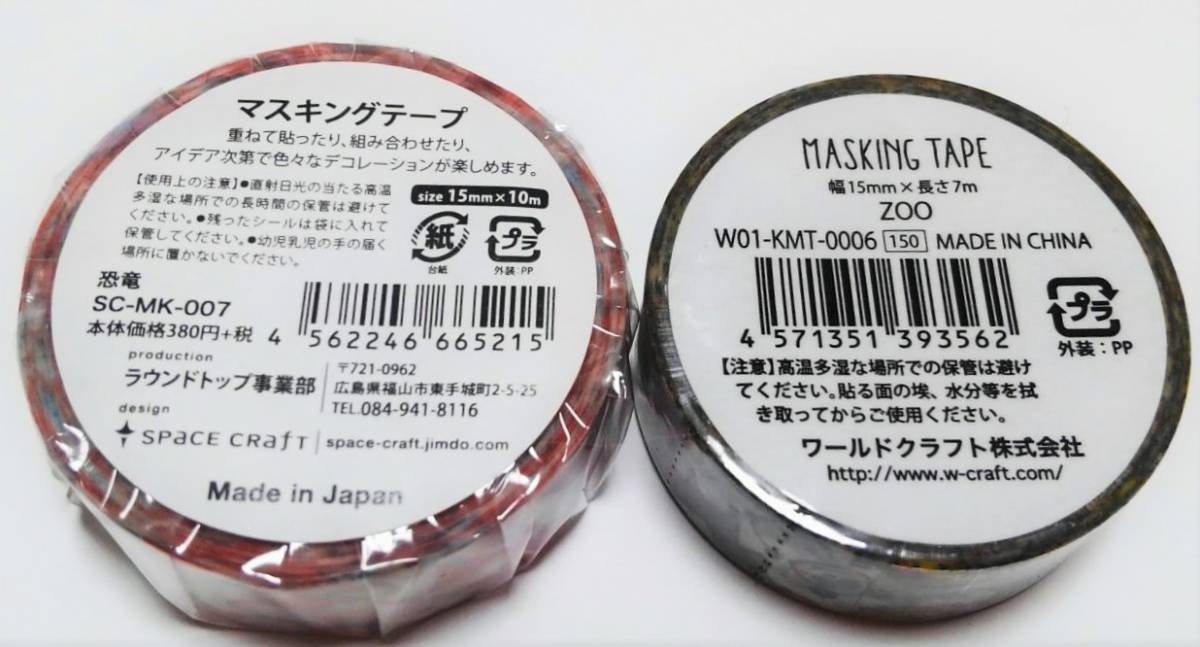 マスキングテープ
重ねて貼ったり、組み合わせたり、
アイデア次第で色々なデコレーションが楽しめます。
【使用上の注意】●直射日光の当たる高温
多湿な場所での長時間の保管は避けて
ください。●残ったシールは袋に入れて
保管してください。●幼児乳児の手の届く
場所に置かないでください。
size 15mm×10m
紙
台紙
プラ
外装:PP
恐竜
SC-MK-007
本体価格380円+税
4 562246 665215
production
ラウンドトップ事業部
〒721-0962
広島県福山市東手城町2-5-25
TEL.084-941-8116
design
SPACE CRAFT
space-craft.jimdo.com
Made in Japan
MASKING TAPE
幅15mm×長さ7m
ZOO
W01-KMT-0006 150 MADE IN CHINA
4 571351 393562
プラ
外装:PP
【注意】高温多湿な場所での保管は避け
てください。貼る面の埃、水分等を拭
き取ってからご使用ください。
ワールドクラフト株式会社
http://www.w-craft.com/